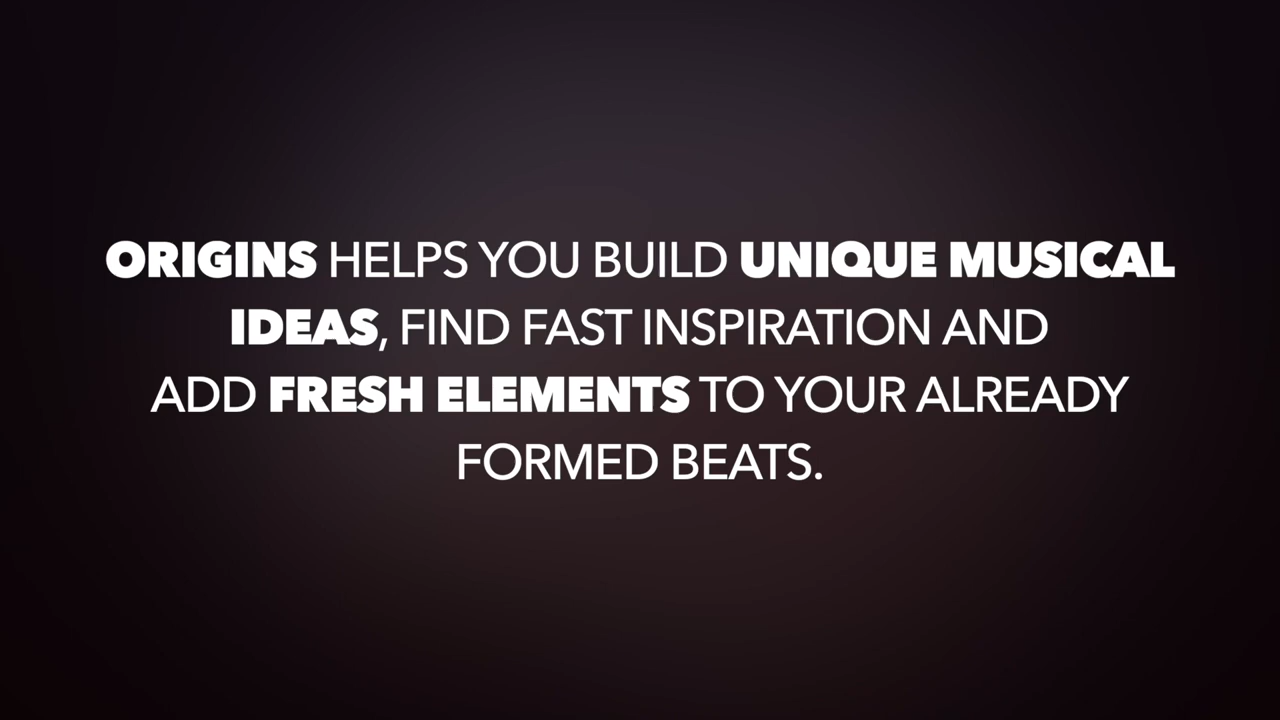 ORIGINS HELPS YOU BUILD UNIQUE MUSICAL
IDEAS, FIND FAST INSPIRATION AND
ADD FRESH ELEMENTS TO YOUR ALREADY
FORMED BEATS.